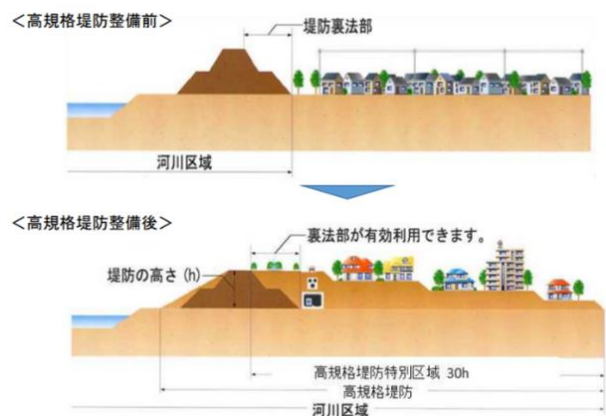 <高規格堤防整備前>
堤防裏法部
河川区域
<高規格堤防整備後>
裏法部が有効利用できます。
堤防の高さ (h)
高規格堤防特別区域 30h
高規格堤防
河川区域